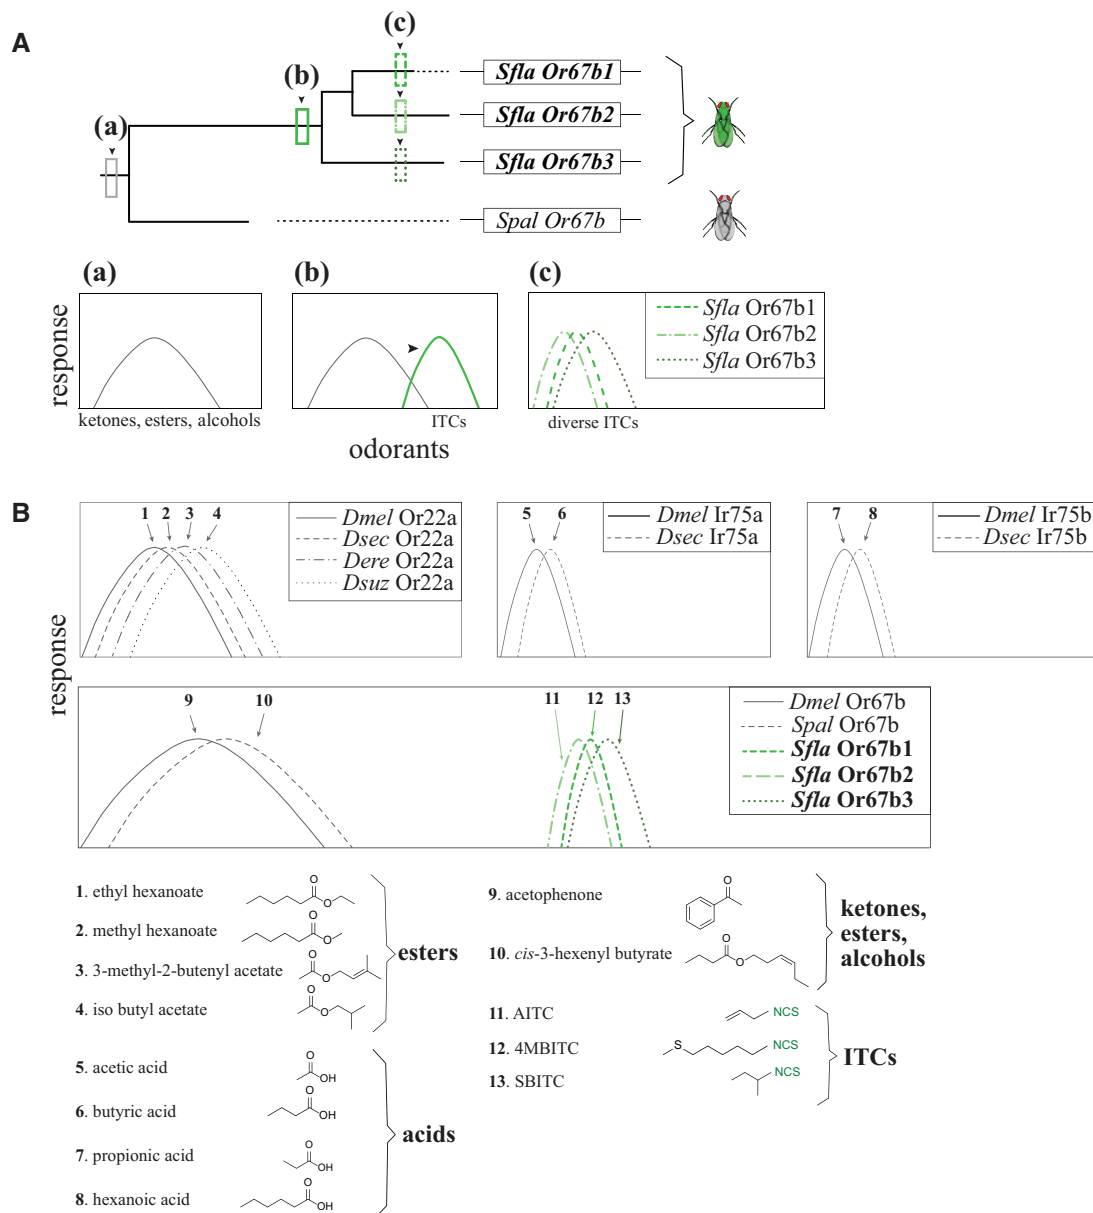 A
(a)
(b)
(c)
Sfla Or67b1
Sfla Or67b2
Sfla Or67b3
Spal Or67b
(a)
(b)
(c)
response
ketones, esters, alcohols
ITCs
diverse ITCs
Sfla Or67b1
Sfla Or67b2
Sfla Or67b3
odorants
B
response
1 2 3 4
Dmel Or22a
Dsec Or22a
Dere Or22a
Dsuz Or22a
5 6
Dmel Ir75a
Dsec Ir75a
7 8
Dmel Ir75b
Dsec Ir75b
9 10 11 12 13
Dmel Or67b
Spal Or67b
Sfla Or67b1
Sfla Or67b2
Sfla Or67b3
1. ethyl hexanoate
O
O
2. methyl hexanoate
O
O
3. 3-methyl-2-butenyl acetate
O
O
4. iso butyl acetate
O
O
esters
5. acetic acid
O
OH
6. butyric acid
O
OH
7. propionic acid
O
OH
8. hexanoic acid
O
OH
acids
9. acetophenone
O
10. cis-3-hexenyl butyrate
O
O
ketones,
esters,
alcohols
11. AITC
NCS
12. 4MBITC
S
NCS
13. SBITC
NCS
ITCs